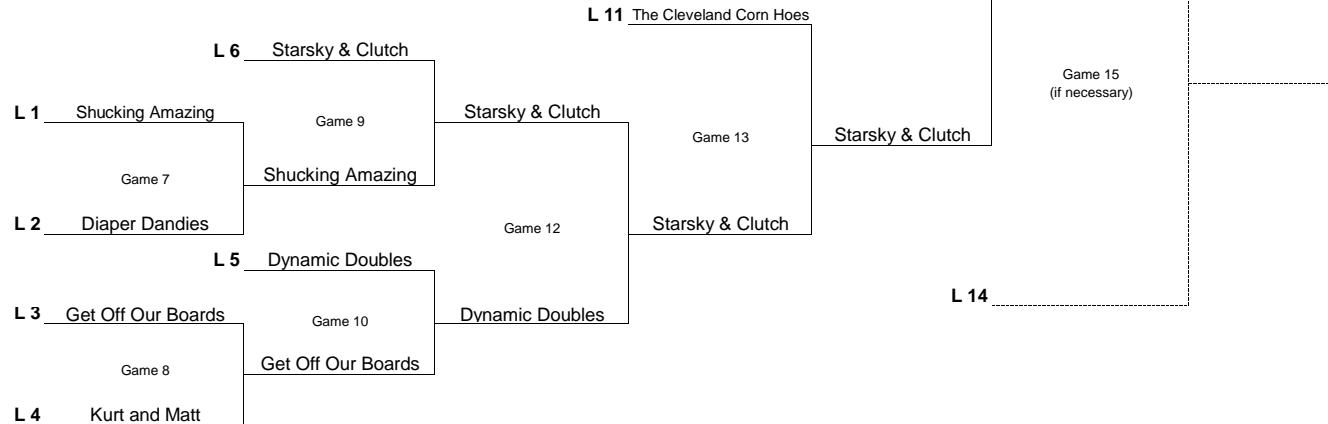 L 11 The Cleveland Corn Hoes
L 6 Starsky & Clutch
Game 15
(if necessary)
L 1 Shucking Amazing
Starsky & Clutch
Game 9
Game 13
Starsky & Clutch
Shucking Amazing
Game 7
L 2 Diaper Dandies
Starsky & Clutch
Game 12
L 5 Dynamic Doubles
L 14
L 3 Get Off Our Boards
Dynamic Doubles
Game 10
Get Off Our Boards
Game 8
L 4 Kurt and Matt